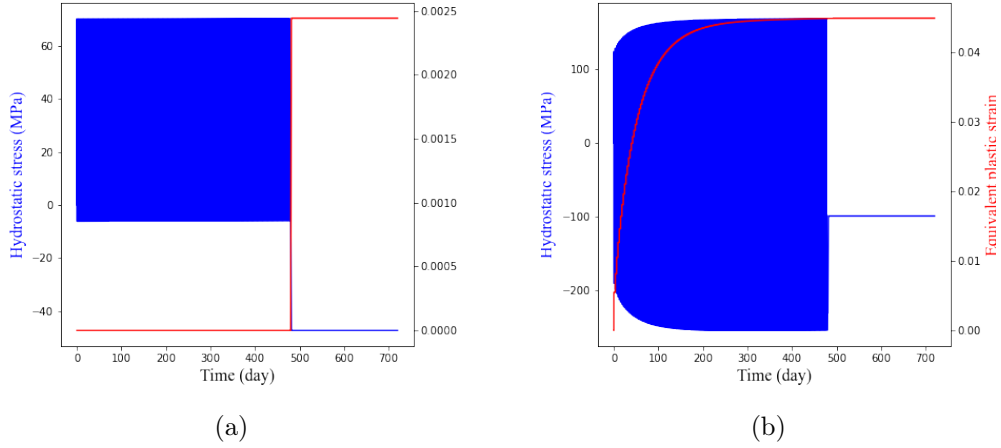 60
40
20
0
−20
−40
Hydrostatic stress (MPa)
0.0025
0.0020
0.0015
0.0010
0.0005
0.0000
0 100 200 300 400 500 600 700
Time (day)
(a)
100
0
−100
−200
Hydrostatic stress (MPa)
0.04
0.03
0.02
0.01
0.00
Equivalent plastic strain
0 100 200 300 400 500 600 700
Time (day)
(b)